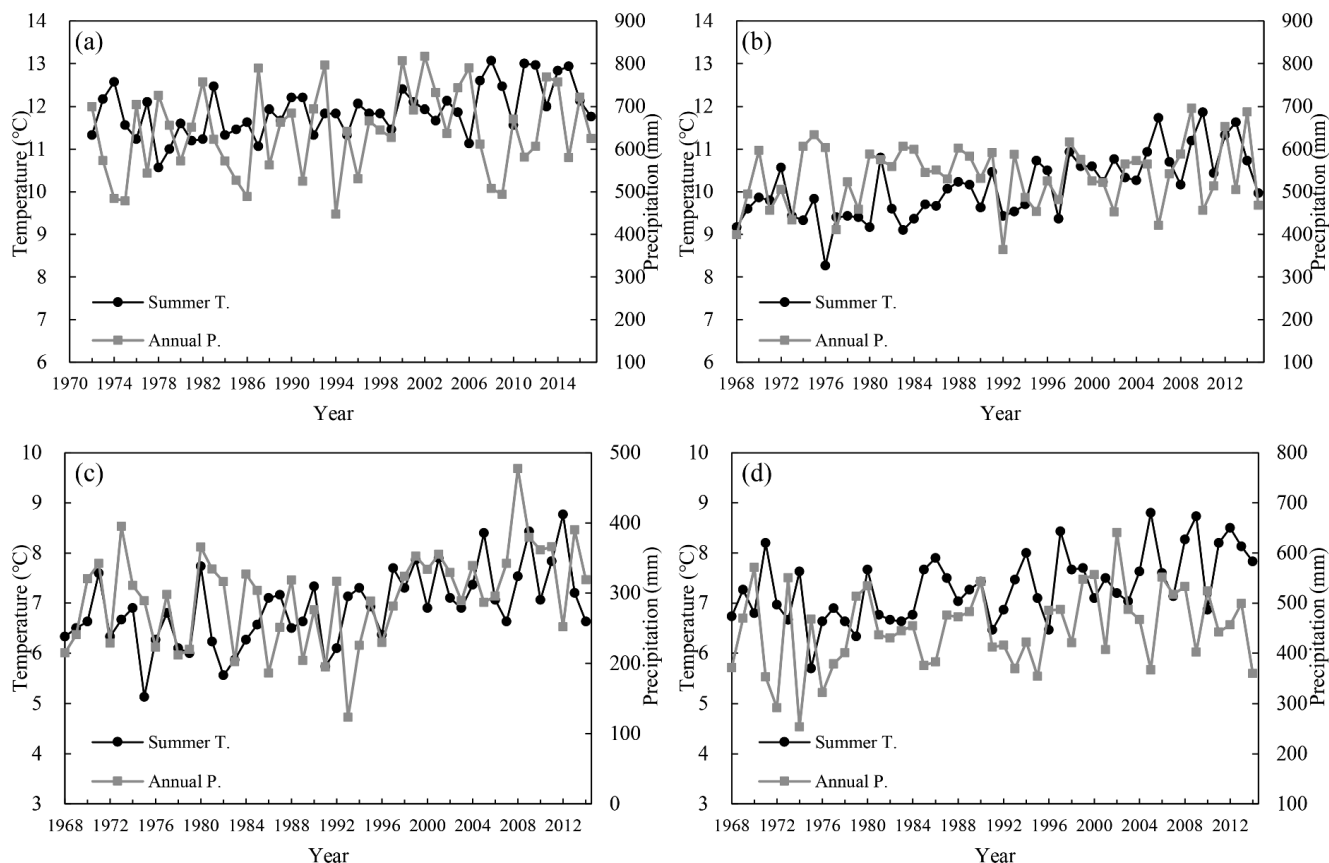 (a)
14
13
12
11
10
9
8
7
6
Temperature (°C)
900
800
700
600
500
400
300
200
100
Precipitation (mm)
Summer T.
Annual P.
1970 1974 1978 1982 1986 1990 1994 1998 2002 2006 2010 2014
Year
(b)
14
13
12
11
10
9
8
7
6
Temperature (°C)
900
800
700
600
500
400
300
200
100
Precipitation (mm)
Summer T.
Annual P.
1968 1972 1976 1980 1984 1988 1992 1996 2000 2004 2008 2012
Year
(c)
10
9
8
7
6
5
4
3
Temperature (°C)
500
400
300
200
100
0
Precipitation (mm)
Summer T.
Annual P.
1968 1972 1976 1980 1984 1988 1992 1996 2000 2004 2008 2012
Year
(d)
10
9
8
7
6
5
4
3
Temperature (°C)
800
700
600
500
400
300
200
100
Precipitation (mm)
Summer T.
Annual P.
1968 1972 1976 1980 1984 1988 1992 1996 2000 2004 2008 2012
Year